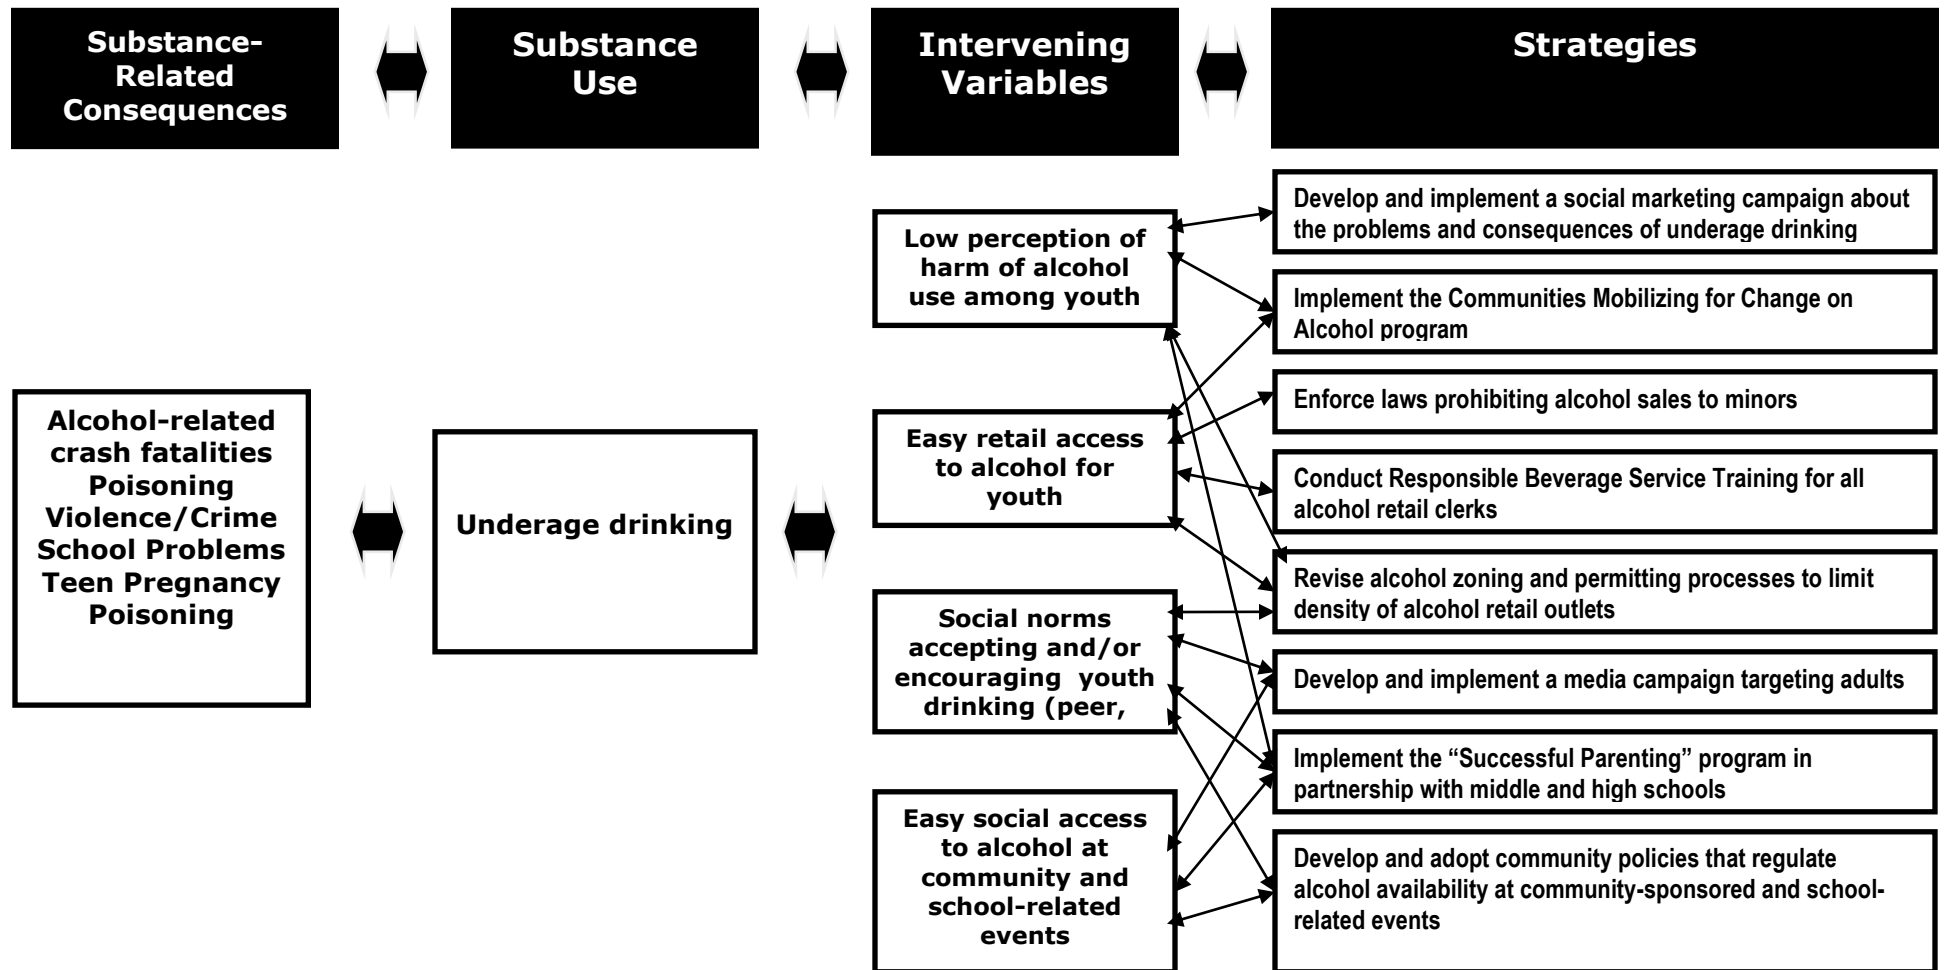 Substance-
Related
Consequences
Substance
Use
Intervening
Variables
Strategies
Alcohol-related
crash fatalities
Poisoning
Violence/Crime
School Problems
Teen Pregnancy
Poisoning
Underage drinking
Low perception of
harm of alcohol
use among youth
Easy retail access
to alcohol for
youth
Social norms
accepting and/or
encouraging youth
drinking (peer,
Easy social access
to alcohol at
community and
school-related
events
Develop and implement a social marketing campaign about
the problems and consequences of underage drinking
Implement the Communities Mobilizing for Change on
Alcohol program
Enforce laws prohibiting alcohol sales to minors
Conduct Responsible Beverage Service Training for all
alcohol retail clerks
Revise alcohol zoning and permitting processes to limit
density of alcohol retail outlets
Develop and implement a media campaign targeting adults
Implement the “Successful Parenting” program in
partnership with middle and high schools
Develop and adopt community policies that regulate
alcohol availability at community-sponsored and school-
related events